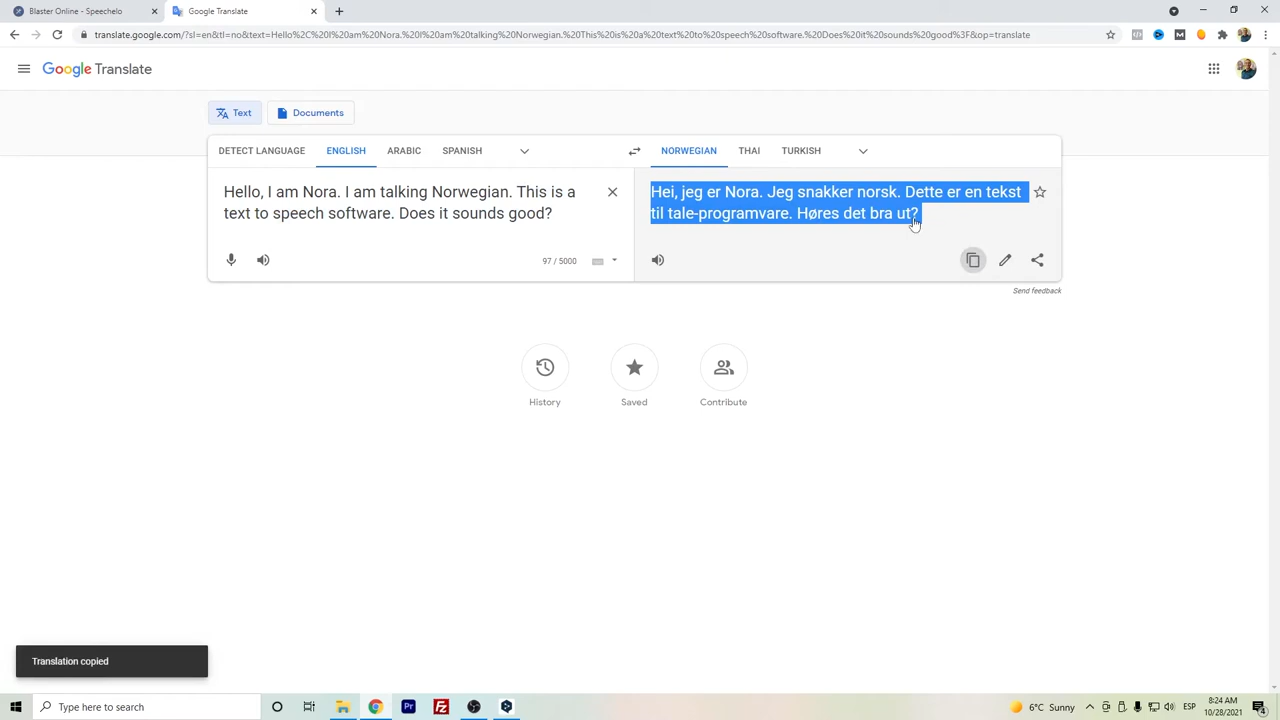 Blaster Online - Speechelo
Google Translate
translate.google.com/?sl=en&tl=no&text=Hello%2C%20I%20am%20Nora.%20I%20am%20talking%20Norwegian.%20This%20is%20a%20text%20to%20speech%20software.%20Does%20it%20sounds%20good%3F&op=translate
Google Translate
Text
Documents
DETECT LANGUAGE ENGLISH ARABIC SPANISH
NORWEGIAN THAI TURKISH
Hello, I am Nora. I am talking Norwegian. This is a
text to speech software. Does it sounds good?
97 / 5000
Hei, jeg er Nora. Jeg snakker norsk. Dette er en tekst
til tale-programvare. Høres det bra ut?
Send feedback
History
Saved
Contribute
Translation copied
Type here to search
Pr
Fz
6°C Sunny
ESP
8:24 AM
10/28/2021
4